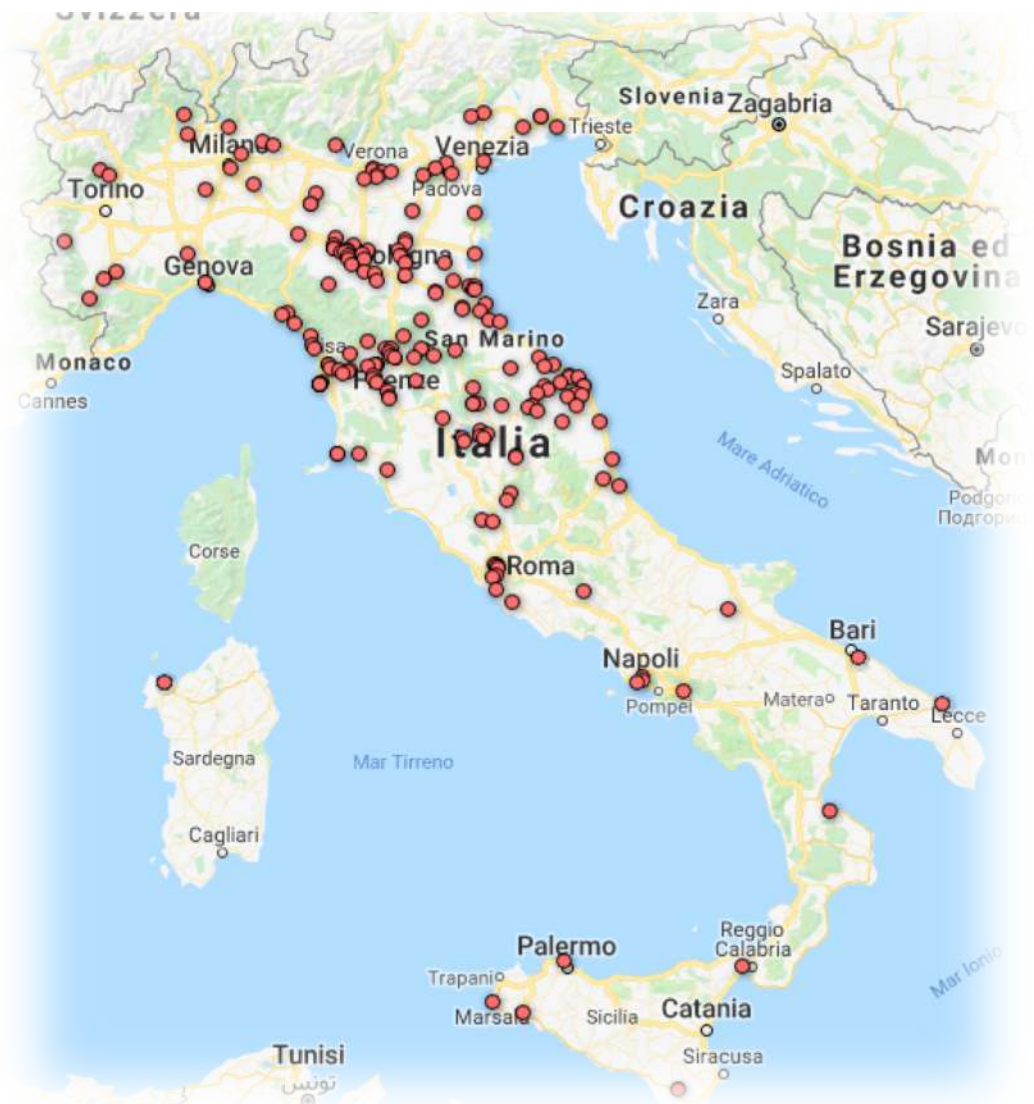 Svizzera
Slovenia
Zagabria
Milano
Verona
Venezia
Trieste
Torino
Padova
Croazia
Bologna
Genova
Bosnia ed
Erzegovina
Zara
Sarajevo
San Marino
Pisa
Firenze
Monaco
Cannes
Spalato
Italia
Mare Adriatico
Corse
Roma
Bari
Napoli
Pompei
Matera
Taranto
Lecce
Sardegna
Mar Tirreno
Cagliari
Reggio
Calabria
Palermo
Trapani
Mar Ionio
Marsala
Sicilia
Catania
Siracusa
Tunisi
تونس